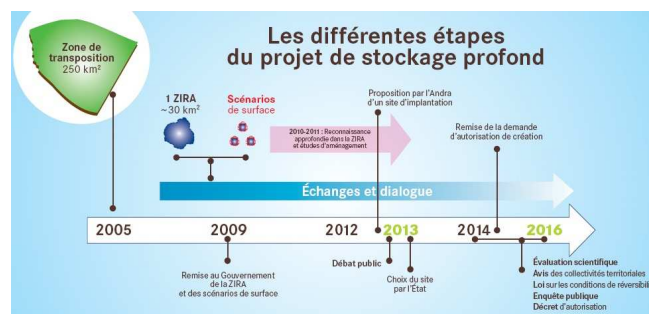 Les différentes étapes
du projet de stockage profond
Zone de
transposition
250 km²
1 ZIRA
~30 km²
Scénarios
de surface
2010-2011 : Reconnaissance
approfondie dans la ZIRA
et études d'aménagement
Proposition par l'Andra
d'un site d'implantation
Remise de la demande
d'autorisation de création
Échanges et dialogue
2005
2009
2012
2013
2014
2016
Remise au Gouvernement
de la ZIRA
et des scénarios de surface
Débat public
Choix du site
par l'État
Évaluation scientifique
Avis des collectivités territoriales
Loi sur les conditions de réversibili
Enquête publique
Décret d'autorisation